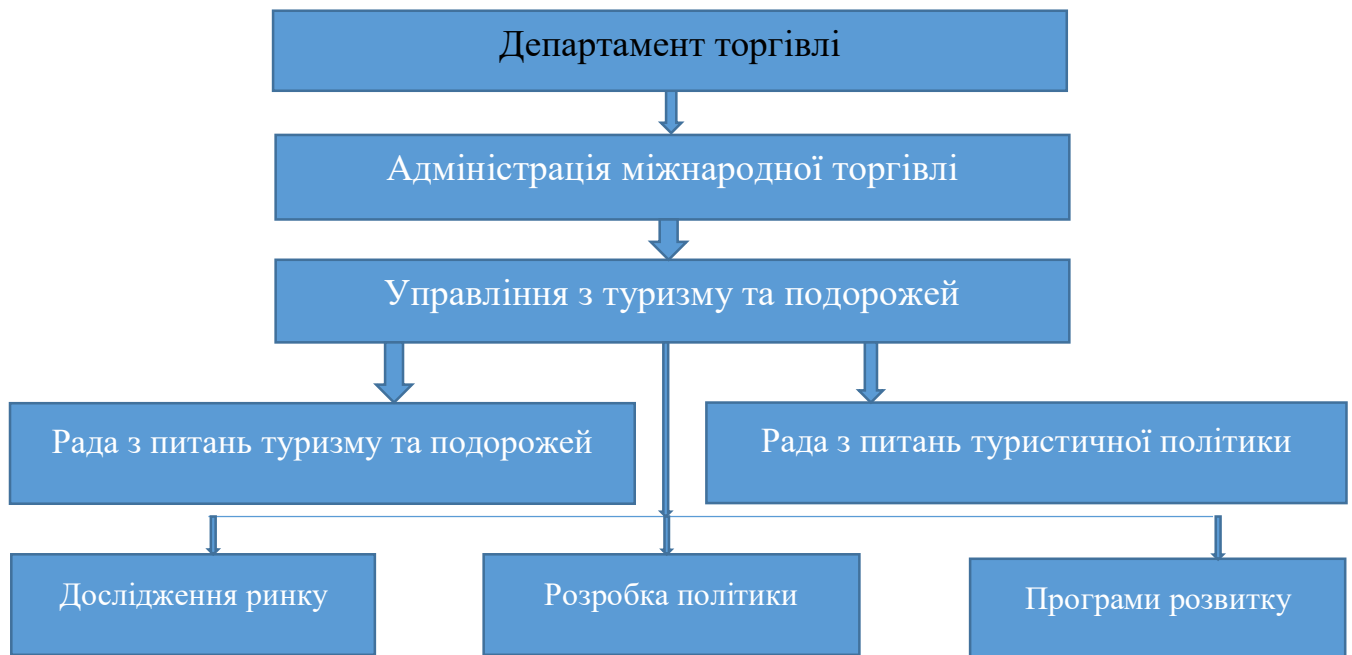 Департамент торгівлі
Адміністрація міжнародної торгівлі
Управління з туризму та подорожей
Рада з питань туризму та подорожей
Рада з питань туристичної політики
Дослідження ринку
Розробка політики
Програми розвитку